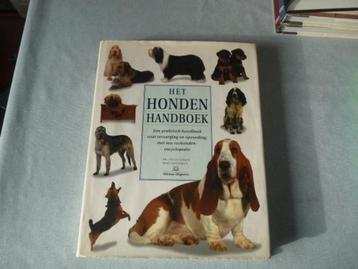 HET
HONDEN
HANDBOEK
Een praktisch handboek
voor verzorging en opvoeding,
met een rashonden-
encyclopedie